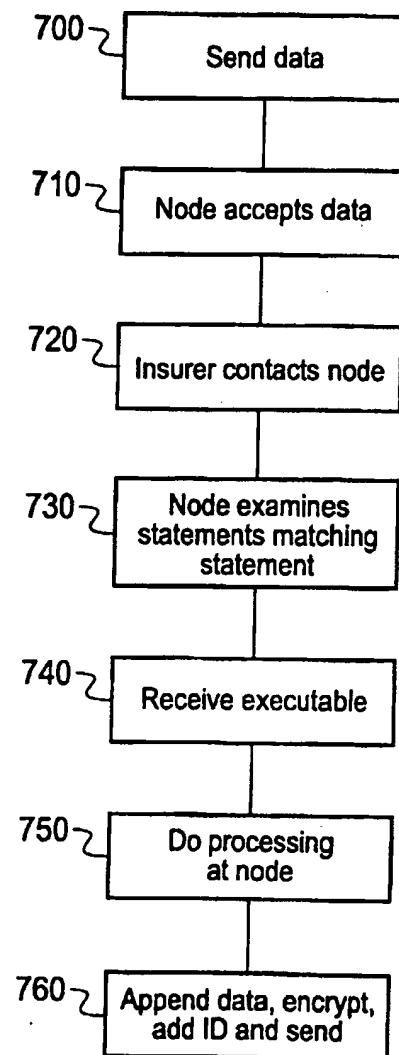 700
Send data
710
Node accepts data
720
Insurer contacts node
730
Node examines
statements matching
statement
740
Receive executable
750
Do processing
at node
760
Append data, encrypt,
add ID and send